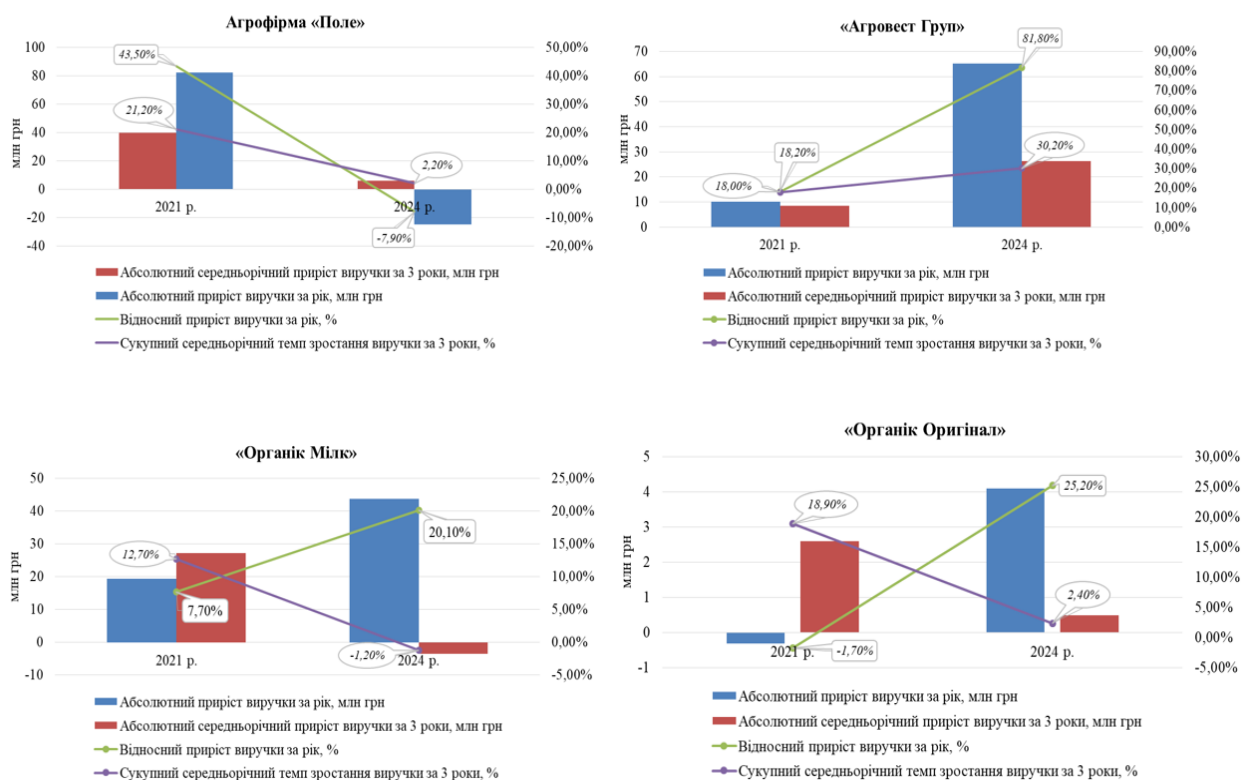 Агрофірма «Поле»
100
80
60
40
20
0
-20
-40
млн грн
50,00%
40,00%
30,00%
20,00%
10,00%
0,00%
-10,00%
-20,00%
43,50%
21,20%
2,20%
-7,90%
2021 р.
2024 р.
Абсолютний середньорічний приріст виручки за 3 роки, млн грн
Абсолютний приріст виручки за рік, млн грн
Відносний приріст виручки за рік, %
Сукупний середньорічний темп зростання виручки за 3 роки, %
«Агровест Груп»
70
60
50
40
30
20
10
0
млн грн
90,00%
80,00%
70,00%
60,00%
50,00%
40,00%
30,00%
20,00%
10,00%
0,00%
81,80%
18,20%
18,00%
30,20%
2021 р.
2024 р.
Абсолютний приріст виручки за рік, млн грн
Абсолютний середньорічний приріст виручки за 3 роки, млн грн
Відносний приріст виручки за рік, %
Сукупний середньорічний темп зростання виручки за 3 роки, %
«Органік Мілк»
50
40
30
20
10
0
-10
млн грн
25,00%
20,00%
15,00%
10,00%
5,00%
0,00%
-5,00%
12,70%
7,70%
20,10%
-1,20%
2021 р.
2024 р.
Абсолютний приріст виручки за рік, млн грн
Абсолютний середньорічний приріст виручки за 3 роки, млн грн
Відносний приріст виручки за рік, %
Сукупний середньорічний темп зростання виручки за 3 роки, %
«Органік Оригінал»
5
4
3
2
1
0
-1
млн грн
30,00%
25,00%
20,00%
15,00%
10,00%
5,00%
0,00%
-5,00%
18,90%
25,20%
2,40%
-1,70%
2021 р.
2024 р.
Абсолютний приріст виручки за рік, млн грн
Абсолютний середньорічний приріст виручки за 3 роки, млн грн
Відносний приріст виручки за рік, %
Сукупний середньорічний темп зростання виручки за 3 роки, %